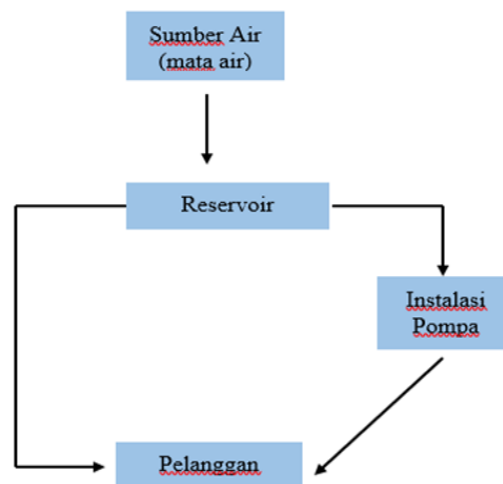 Sumber Air
(mata air)
Reservoir
Instalasi
Pompa
Pelanggan